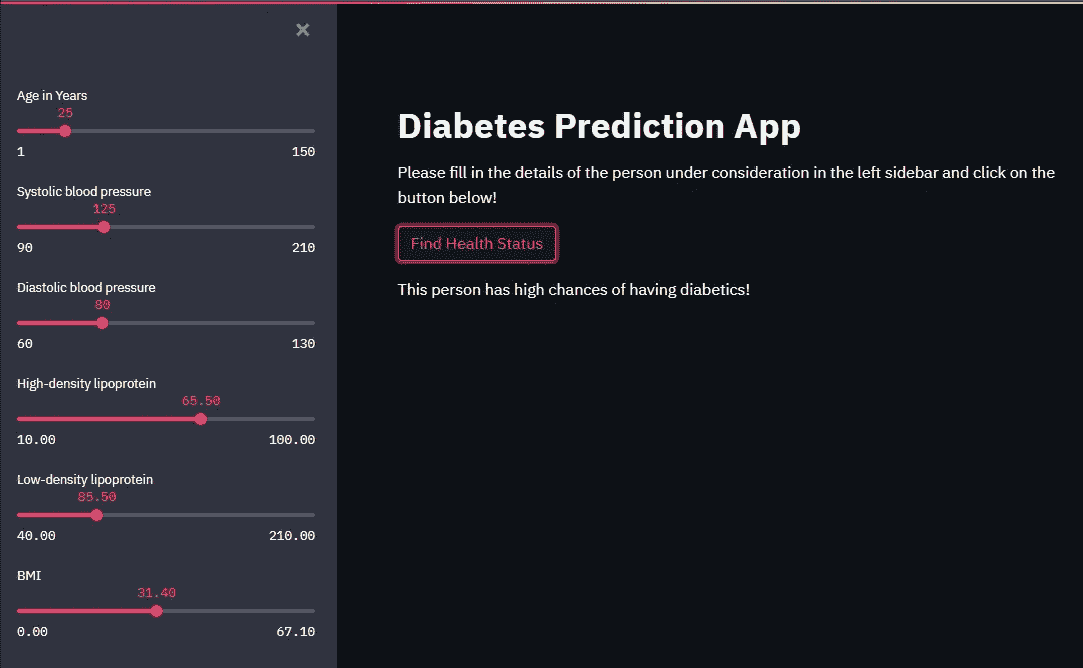 Age in Years
25
1 150
Systolic blood pressure
125
90 210
Diastolic blood pressure
80
60 130
High-density lipoprotein
65.50
10.00 100.00
Low-density lipoprotein
85.50
40.00 210.00
BMI
31.40
0.00 67.10
Diabetes Prediction App
Please fill in the details of the person under consideration in the left sidebar and click on the
button below!
Find Health Status
This person has high chances of having diabetics!